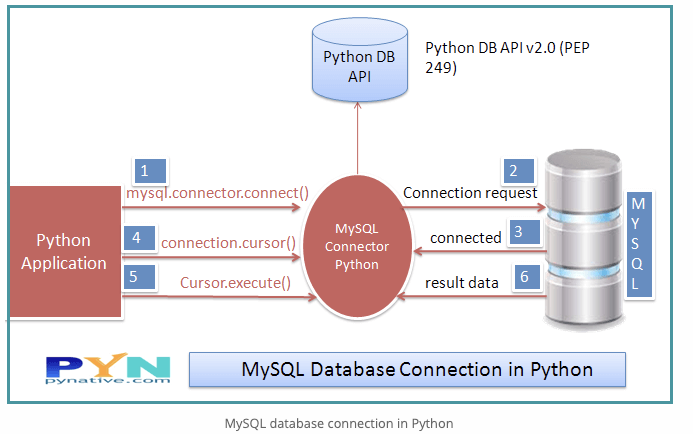 Python DB
API
Python DB API v2.0 (PEP
249)
1
mysql.connector.connect()
2
Connection request
Python
Application
4
connection.cursor()
MySQL
Connector
Python
connected
3
5
Cursor.execute()
result data
6
M
Y
S
Q
L
PYN
pynative.com
MySQL Database Connection in Python
MySQL database connection in Python